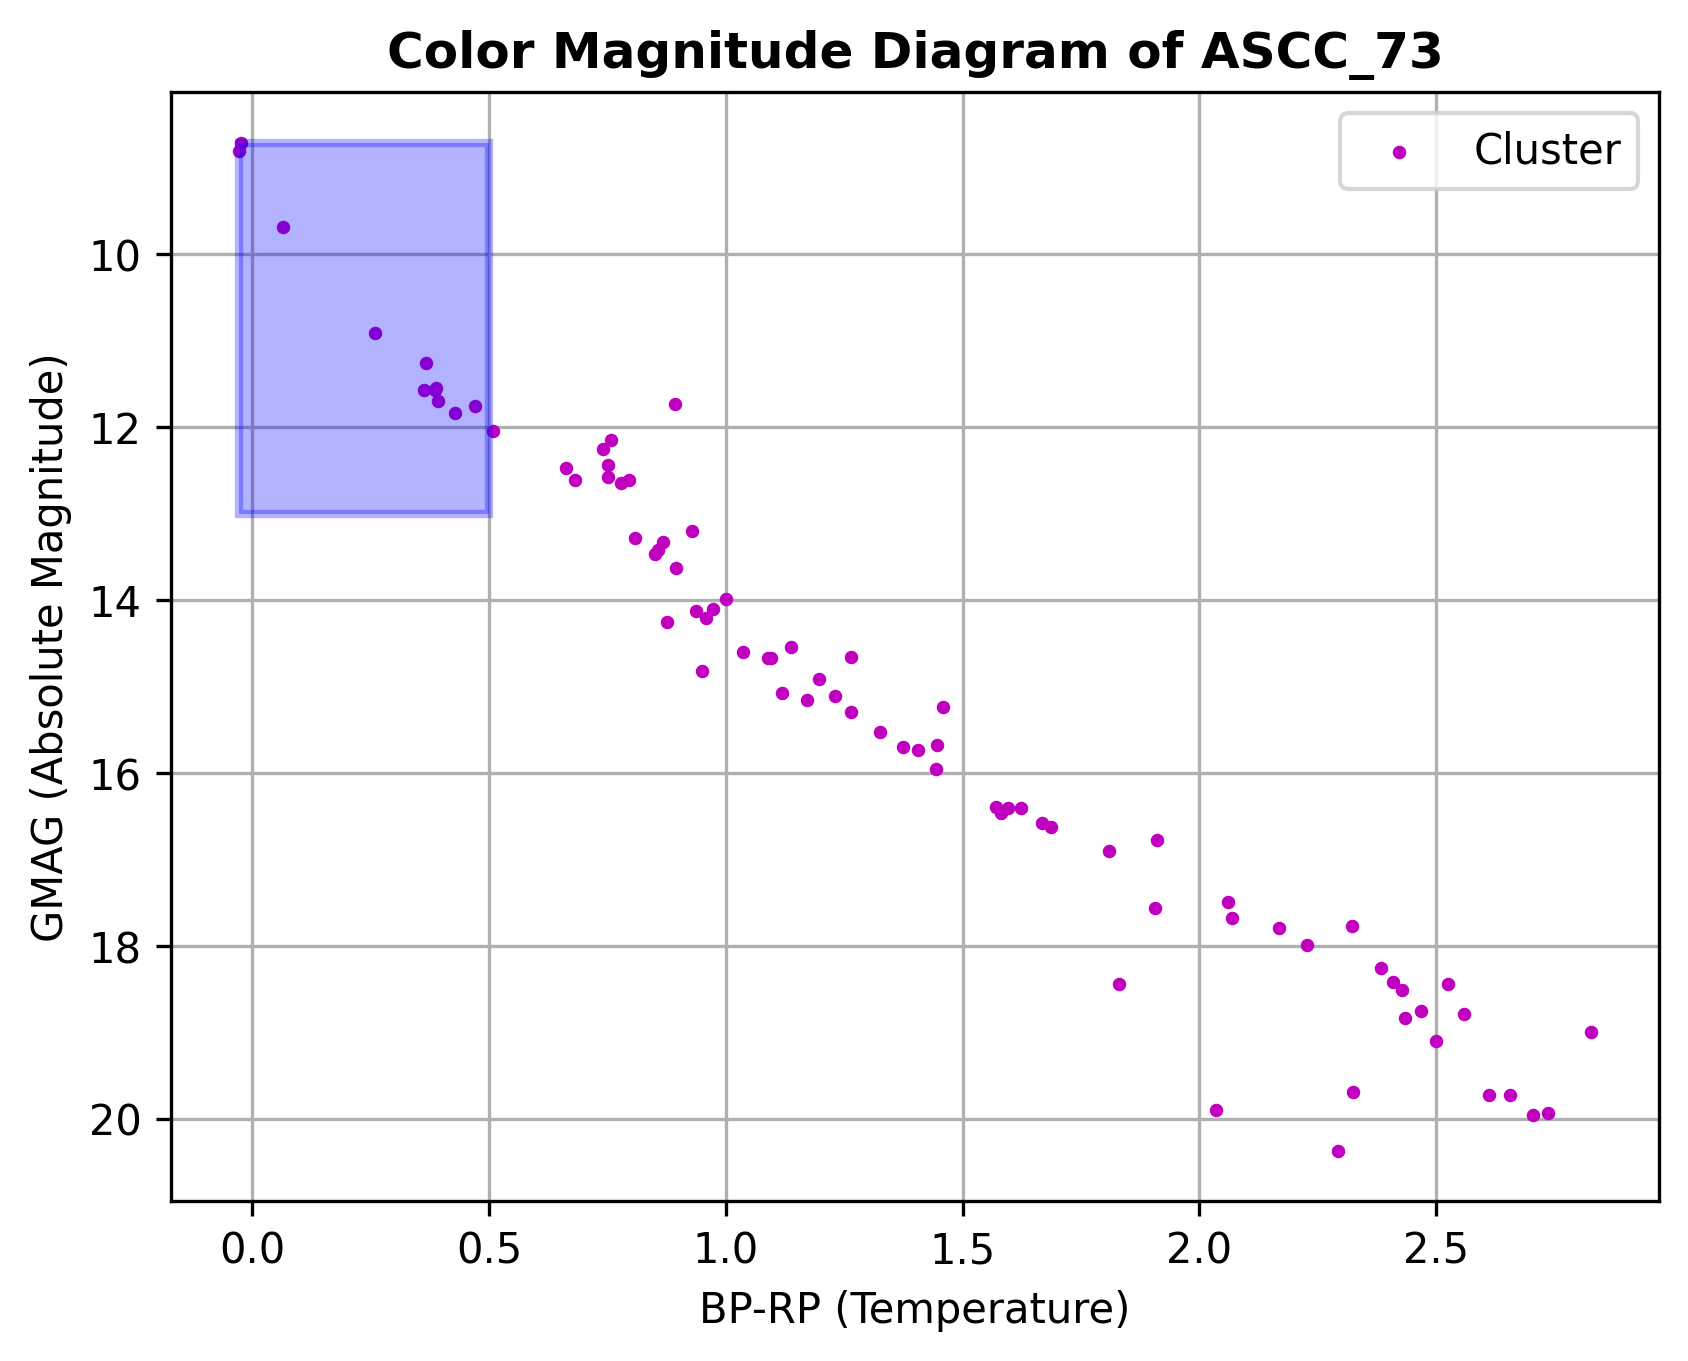 Color Magnitude Diagram of ASCC_73
Cluster
10
12
14
16
18
20
GMAG (Absolute Magnitude)
0.0 0.5 1.0 1.5 2.0 2.5
BP-RP (Temperature)